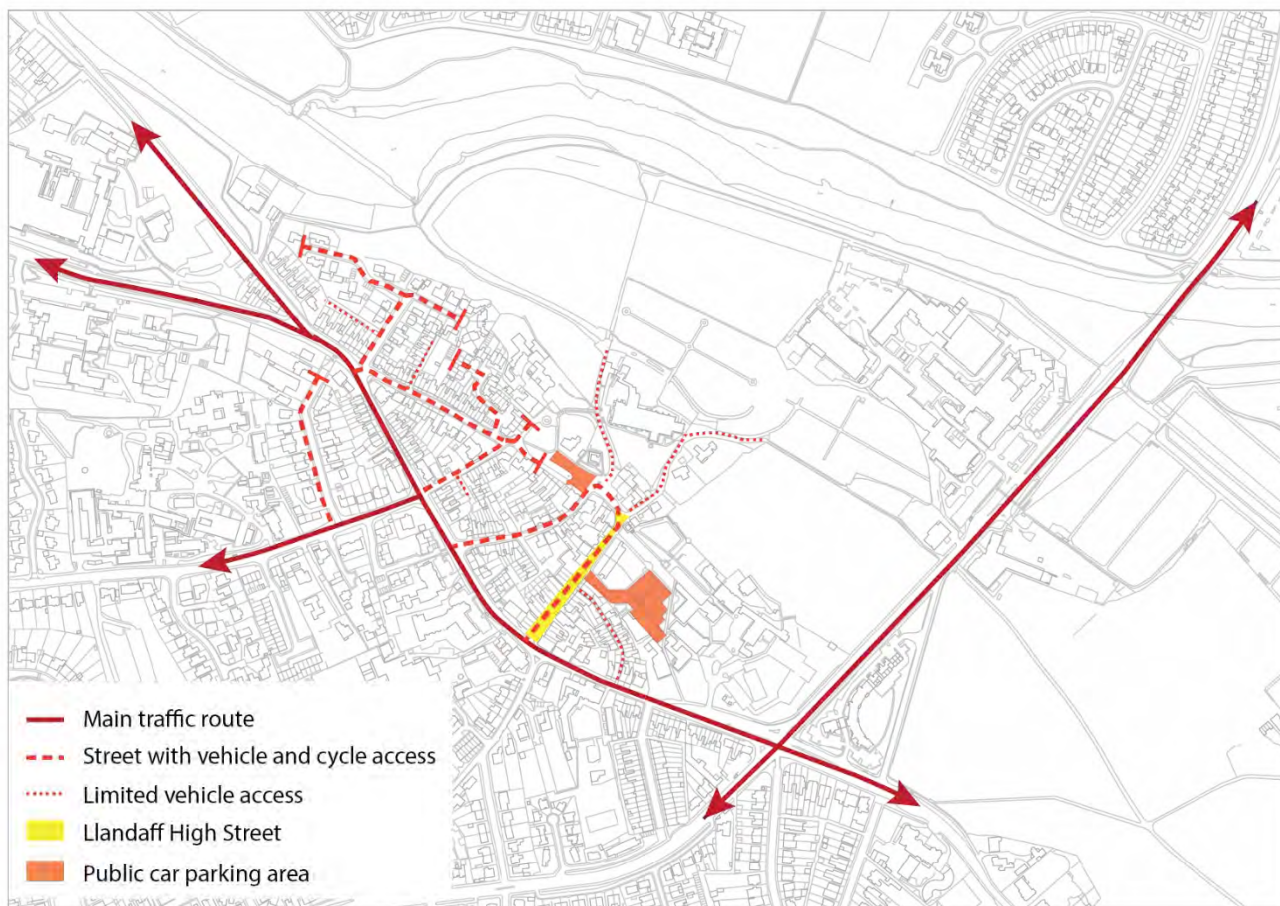 Main traffic route
Street with vehicle and cycle access
Limited vehicle access
Llandaff High Street
Public car parking area